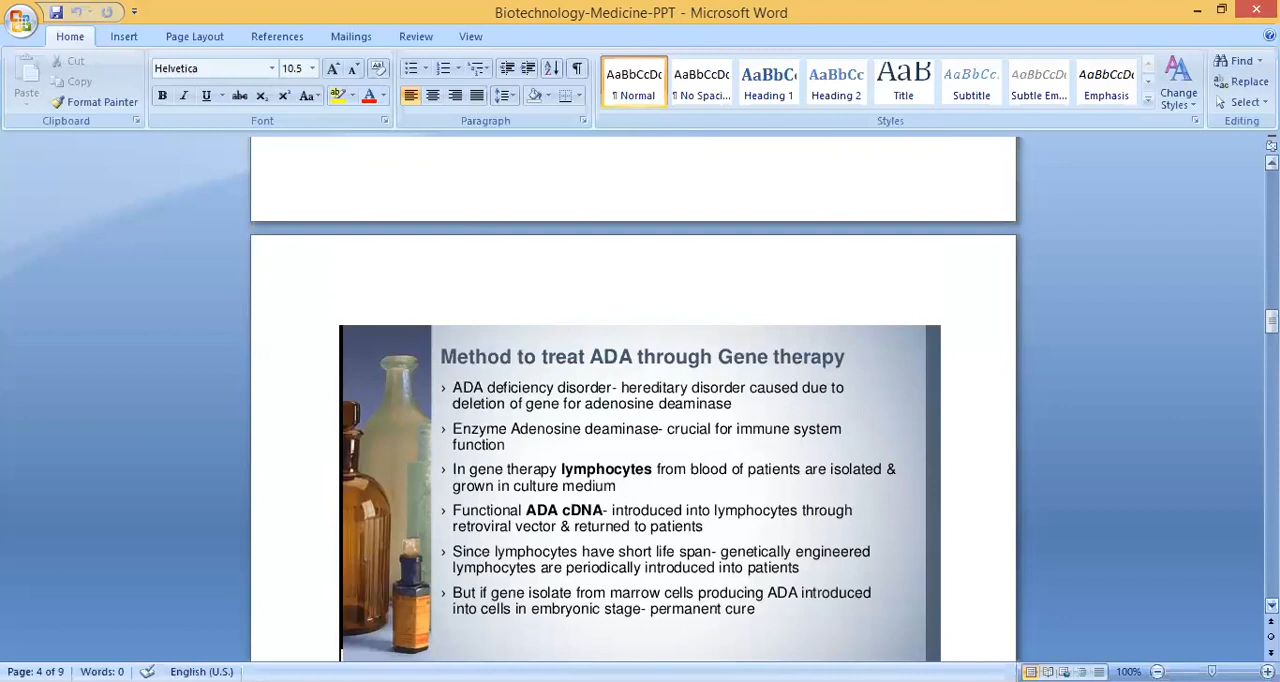 Biotechnology-Medicine-PPT - Microsoft Word
Home Insert Page Layout References Mailings Review View
Paste
Cut
Copy
Format Painter
Clipboard
Helvetica 10.5
B I U abc X₂ X² Aa
Font
Paragraph
AaBbCcDc AaBbCcDc AaBbC AaBbCc AaB AaBbCc. AaBbCcDc AaBbCcDc
¶ Normal ¶ No Spaci... Heading 1 Heading 2 Title Subtitle Subtle Em... Emphasis
Change Styles
Styles
Find
Replace
Select
Editing
Method to treat ADA through Gene therapy
› ADA deficiency disorder- hereditary disorder caused due to
deletion of gene for adenosine deaminase
› Enzyme Adenosine deaminase- crucial for immune system
function
› In gene therapy lymphocytes from blood of patients are isolated &
grown in culture medium
› Functional ADA cDNA- introduced into lymphocytes through
retroviral vector & returned to patients
› Since lymphocytes have short life span- genetically engineered
lymphocytes are periodically introduced into patients
› But if gene isolate from marrow cells producing ADA introduced
into cells in embryonic stage- permanent cure
Page: 4 of 9 Words: 0 English (U.S.) 100%